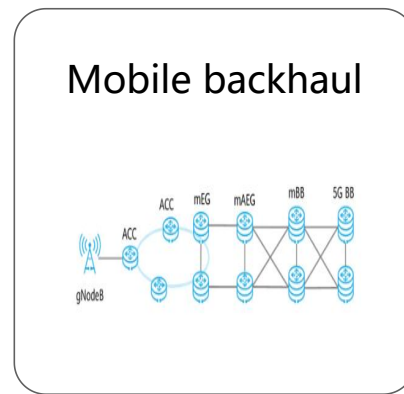 Mobile backhaul
ACC
ACC
mEG
mAEG
mBB
5G BB
gNodeB